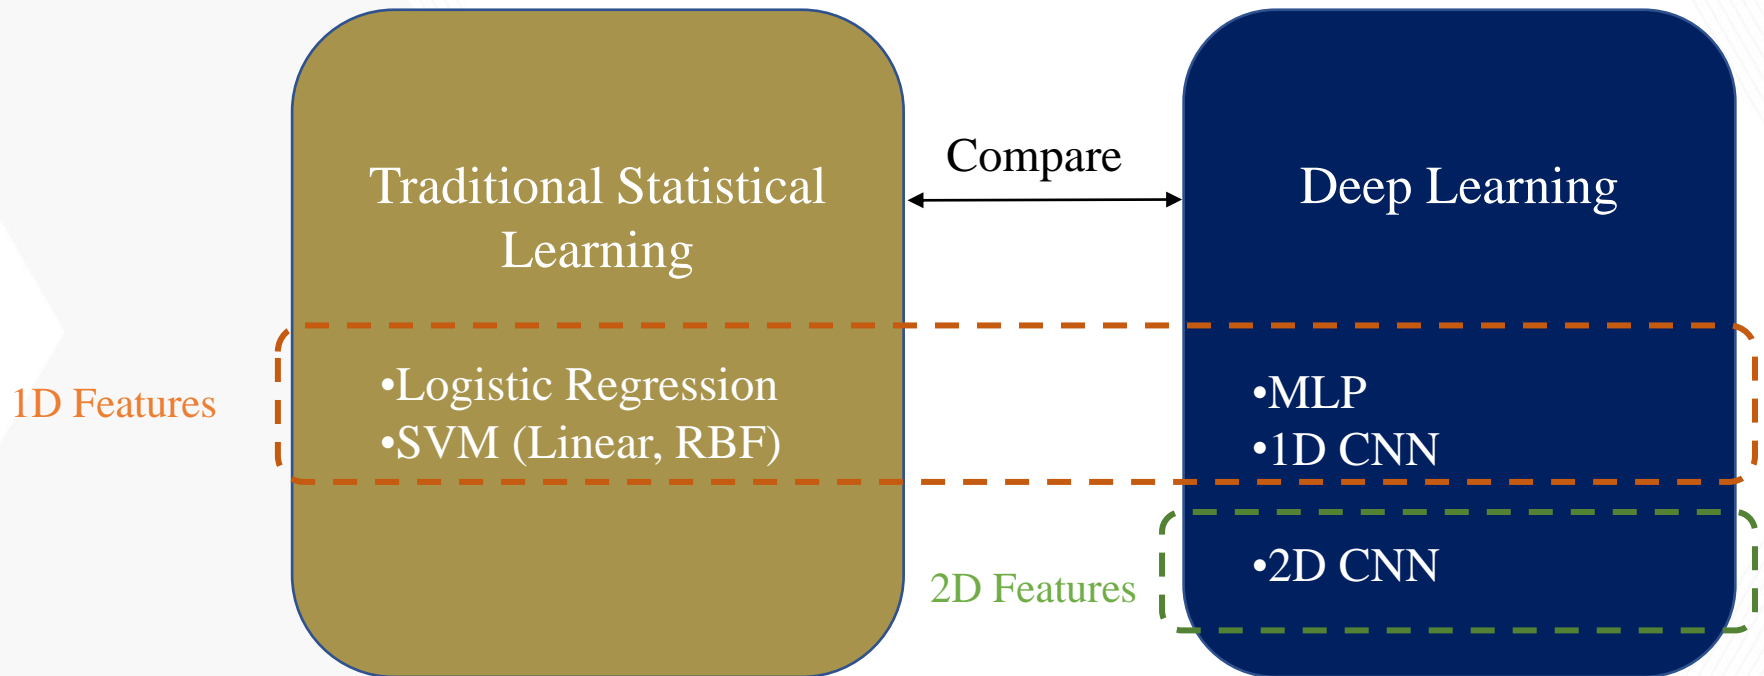 Traditional Statistical
Learning
Compare
Deep Learning
1D Features
•Logistic Regression
•SVM (Linear, RBF)
•MLP
•1D CNN
2D Features
•2D CNN